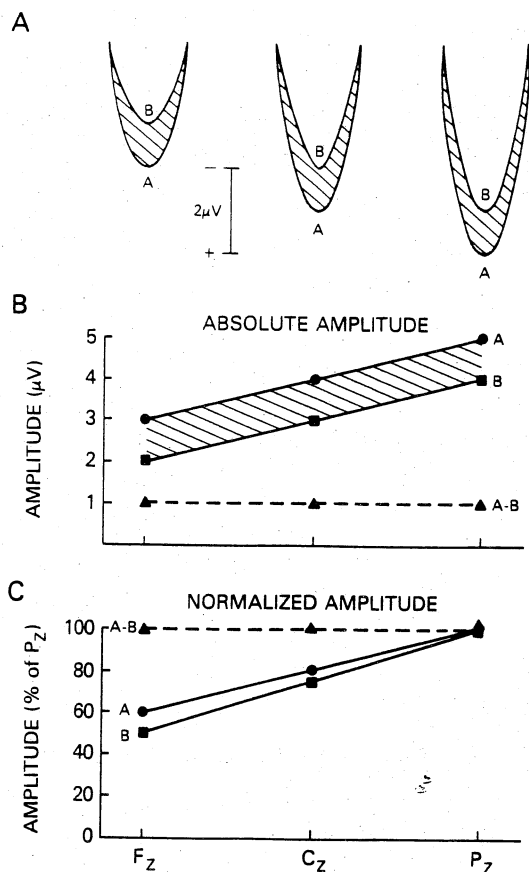 A
B
B
B
A
−
2μV
+
A
A
B
ABSOLUTE AMPLITUDE
AMPLITUDE (μV)
5
4
3
2
1
A
B
A-B
C
NORMALIZED AMPLITUDE
AMPLITUDE (% of PZ)
100
80
60
40
20
0
A-B
A
B
FZ
CZ
PZ